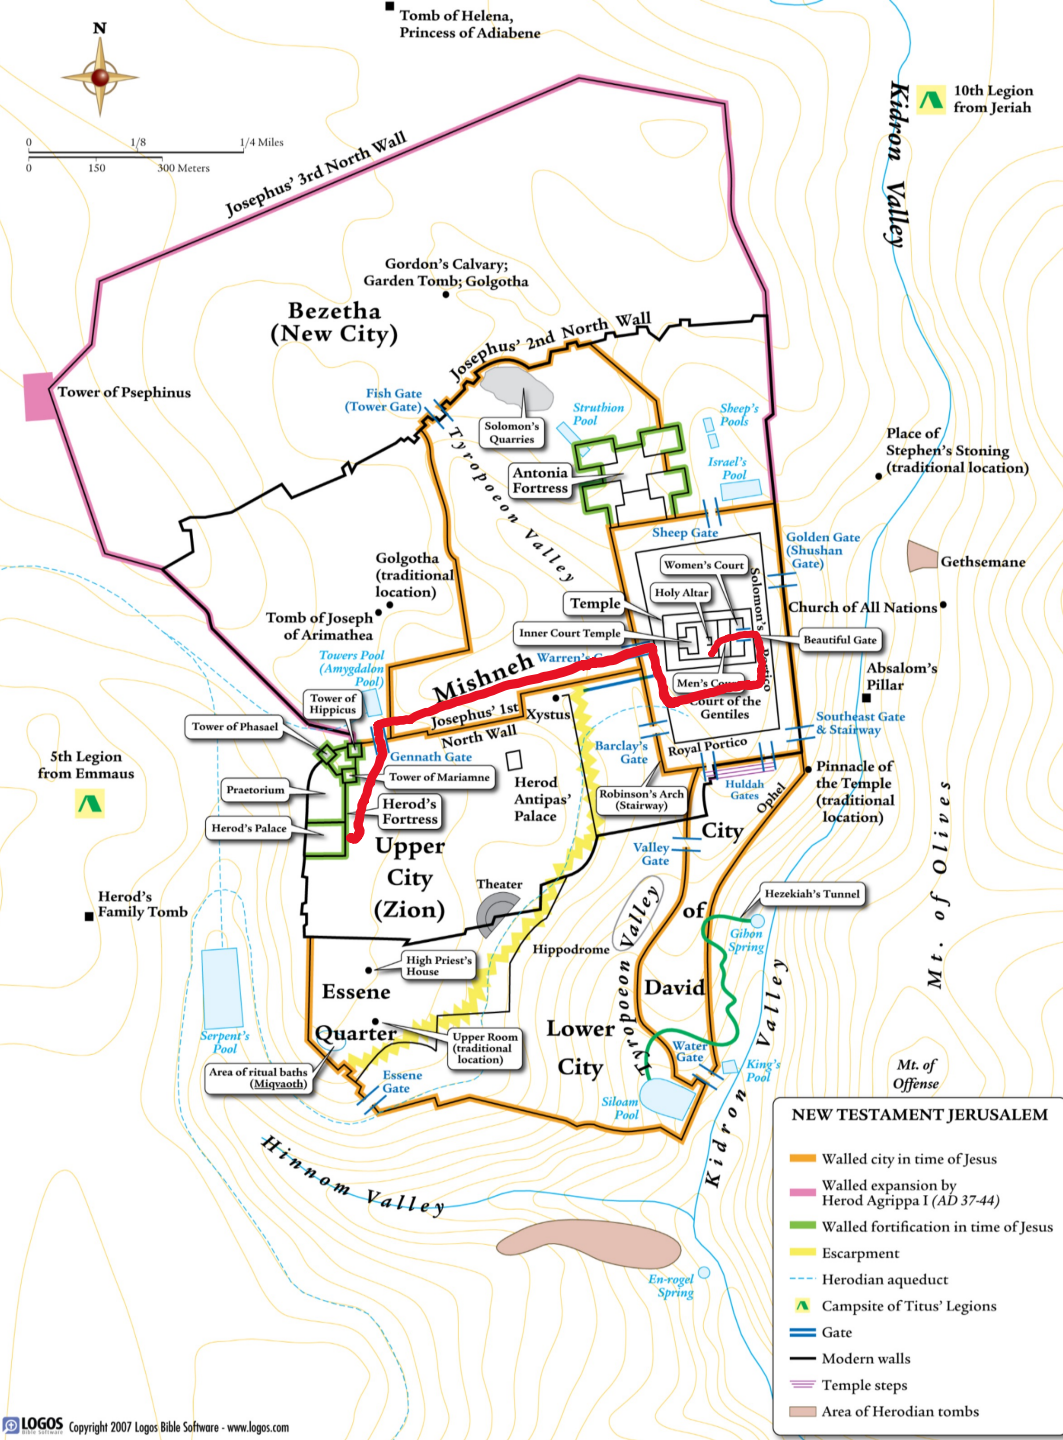 Tomb of Helena,
Princess of Adiabene
N
0 1/8 1/4 Miles
0 150 300 Meters
10th Legion
from Jeriah
Kidron Valley
Josephus' 3rd North Wall
Gordon's Calvary;
Garden Tomb; Golgotha
Bezetha
(New City)
Josephus' 2nd North Wall
Tower of Psephinus
Fish Gate
(Tower Gate)
Solomon's
Quarries
Struthion
Pool
Sheep's
Pools
Place of
Stephen's Stoning
(traditional location)
Tyropoeon Valley
Antonia
Fortress
Israel's
Pool
Sheep Gate
Golden Gate
(Shushan
Gate)
Gethsemane
Golgotha
(traditional
location)
Women's Court
Holy Altar
Solomon's
Portico
Temple
Church of All Nations
Tomb of Joseph
of Arimathea
Inner Court Temple
Beautiful Gate
Towers Pool
(Amygdalon
Pool)
Mishneh
Warren's
Men's
Absalom's
Pillar
Tower of
Hippicus
Court of the
Gentiles
Tower of Phasael
Josephus' 1st
North Wall
Xystus
Southeast Gate
& Stairway
5th Legion
from Emmaus
Gennath Gate
Barclay's
Gate
Royal Portico
Tower of Mariamne
Praetorium
Herod
Antipas'
Palace
Robinson's Arch
(Stairway)
Huldah
Gates
Ophel
Pinnacle of
the Temple
(traditional
location)
Herod's
Fortress
Herod's Palace
Upper
City
(Zion)
Valley
Gate
City
of
David
Mt. of Olives
Herod's
Family Tomb
Theater
Hezekiah's Tunnel
Gihon
Spring
Hippodrome
Tyropoeon Valley
High Priest's
House
Essene
Quarter
Lower
City
Kidron Valley
Serpent's
Pool
Upper Room
(traditional
location)
Water
Gate
King's
Pool
Area of ritual baths
(Miqvaoth)
Essene
Gate
Siloam
Pool
Mt. of
Offense
Hinnom Valley
En-rogel
Spring
NEW TESTAMENT JERUSALEM
Walled city in time of Jesus
Walled expansion by
Herod Agrippa I (AD 37-44)
Walled fortification in time of Jesus
Escarpment
Herodian aqueduct
Campsite of Titus' Legions
Gate
Modern walls
Temple steps
Area of Herodian tombs
LOGOS
Bible Software
Copyright 2007 Logos Bible Software - www.logos.com